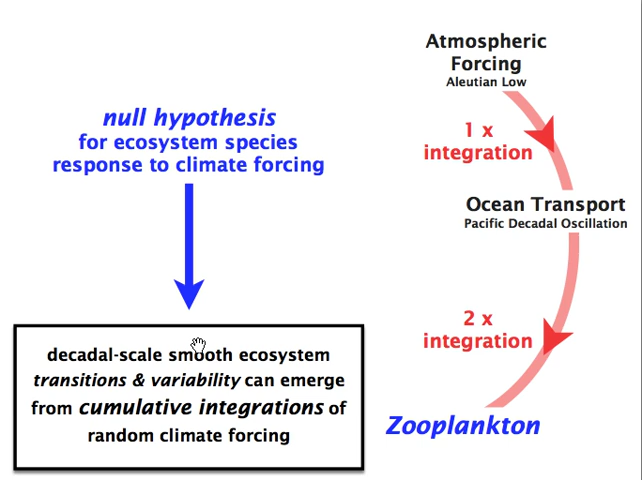 null hypothesis
for ecosystem species
response to climate forcing
decadal-scale smooth ecosystem
transitions & variability can emerge
from cumulative integrations of
random climate forcing
Atmospheric
Forcing
Aleutian Low
1 x
integration
Ocean Transport
Pacific Decadal Oscillation
2 x
integration
Zooplankton